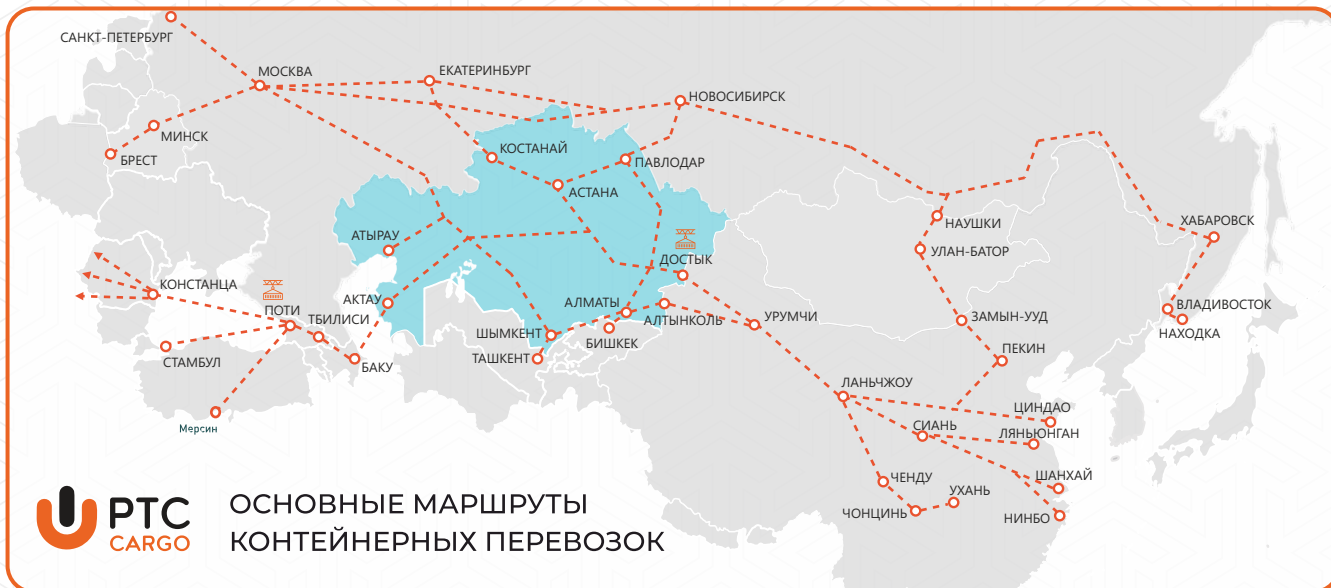 САНКТ-ПЕТЕРБУРГ
МОСКВА
ЕКАТЕРИНБУРГ
НОВОСИБИРСК
МИНСК
БРЕСТ
КОСТАНАЙ
ПАВЛОДАР
АСТАНА
НАУШКИ
ХАБАРОВСК
АТЫРАУ
УЛАН-БАТОР
ДОСТЫК
КОНСТАНЦА
АКТАУ
АЛМАТЫ
ВЛАДИВОСТОК
ПОТИ
ТБИЛИСИ
АЛТЫНКОЛЬ
УРУМЧИ
ЗАМЫН-УУД
НАХОДКА
ШЫМКЕНТ
БИШКЕК
ПЕКИН
СТАМБУЛ
БАКУ
ТАШКЕНТ
ЛАНЬЧЖОУ
ЦИНДАО
Мерсин
СИАНЬ
ЛЯНЬЮНГАН
ЧЕНДУ
ШАНХАЙ
УХАНЬ
ЧОНЦИНЬ
НИНБО
PTC
CARGO
ОСНОВНЫЕ МАРШРУТЫ
КОНТЕЙНЕРНЫХ ПЕРЕВОЗОК